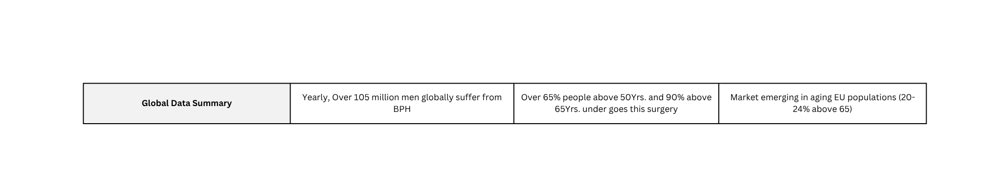 Global Data Summary
Yearly, Over 105 million men globally suffer from
BPH
Over 65% people above 50Yrs. and 90% above
65Yrs. under goes this surgery
Market emerging in aging EU populations (20-
24% above 65)